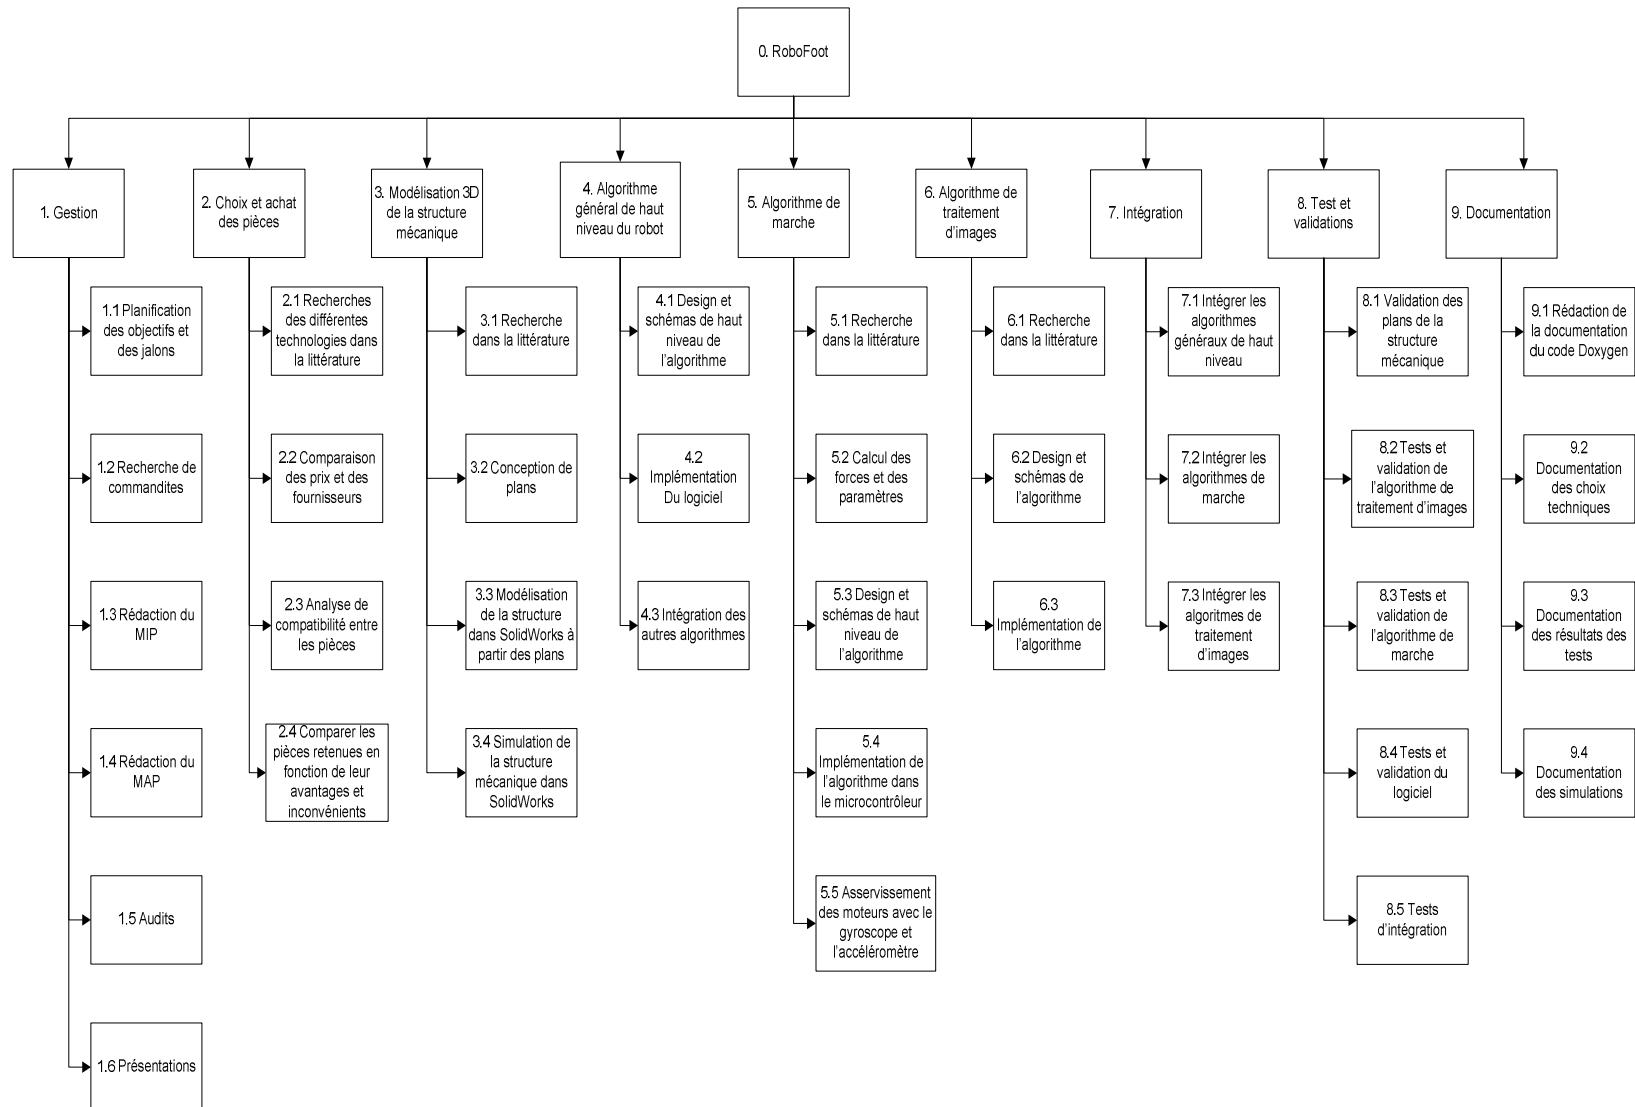 0. RoboFoot
1. Gestion
2. Choix et achat
des pièces
3. Modélisation 3D
de la structure
mécanique
4. Algorithme
général de haut
niveau du robot
5. Algorithme de
marche
6. Algorithme de
traitement
d'images
7. Intégration
8. Test et
validations
9. Documentation
1.1 Planification
des objectifs et
des jalons
2.1 Recherches
des différentes
technologies dans
la littérature
3.1 Recherche
dans la littérature
4.1 Design et
schémas de haut
niveau de
l'algorithme
5.1 Recherche
dans la littérature
6.1 Recherche
dans la littérature
7.1 Intégrer les
algorithmes
généraux de haut
niveau
8.1 Validation des
plans de la
structure
mécanique
9.1 Rédaction de
la documentation
du code Doxygen
1.2 Recherche de
commandites
2.2 Comparaison
des prix et des
fournisseurs
3.2 Conception de
plans
4.2
Implémentation
Du logiciel
5.2 Calcul des
forces et des
paramètres
6.2 Design et
schémas de
l'algorithme
7.2 Intégrer les
algorithmes de
marche
8.2 Tests et
validation de
l'algorithme de
traitement d'images
9.2
Documentation
des choix
techniques
1.3 Rédaction du
MIP
2.3 Analyse de
compatibilité entre
les pièces
3.3 Modélisation
de la structure
dans SolidWorks à
partir des plans
4.3 Intégration des
autres algorithmes
5.3 Design et
schémas de haut
niveau de
l'algorithme
6.3
Implémentation de
l'algorithme
7.3 Intégrer les
algoritmes de
traitement
d'images
8.3 Tests et
validation de
l'algorithme de
marche
9.3
Documentation
des résultats des
tests
1.4 Rédaction du
MAP
2.4 Comparer les
pièces retenues en
fonction de leur
avantages et
inconvénients
3.4 Simulation de
la structure
mécanique dans
SolidWorks
5.4
Implémentation de
l'algorithme dans
le microcontrôleur
8.4 Tests et
validation du
logiciel
9.4
Documentation
des simulations
1.5 Audits
5.5 Asservissement
des moteurs avec le
gyroscope et
l'accéléromètre
8.5 Tests
d'intégration
1.6 Présentations